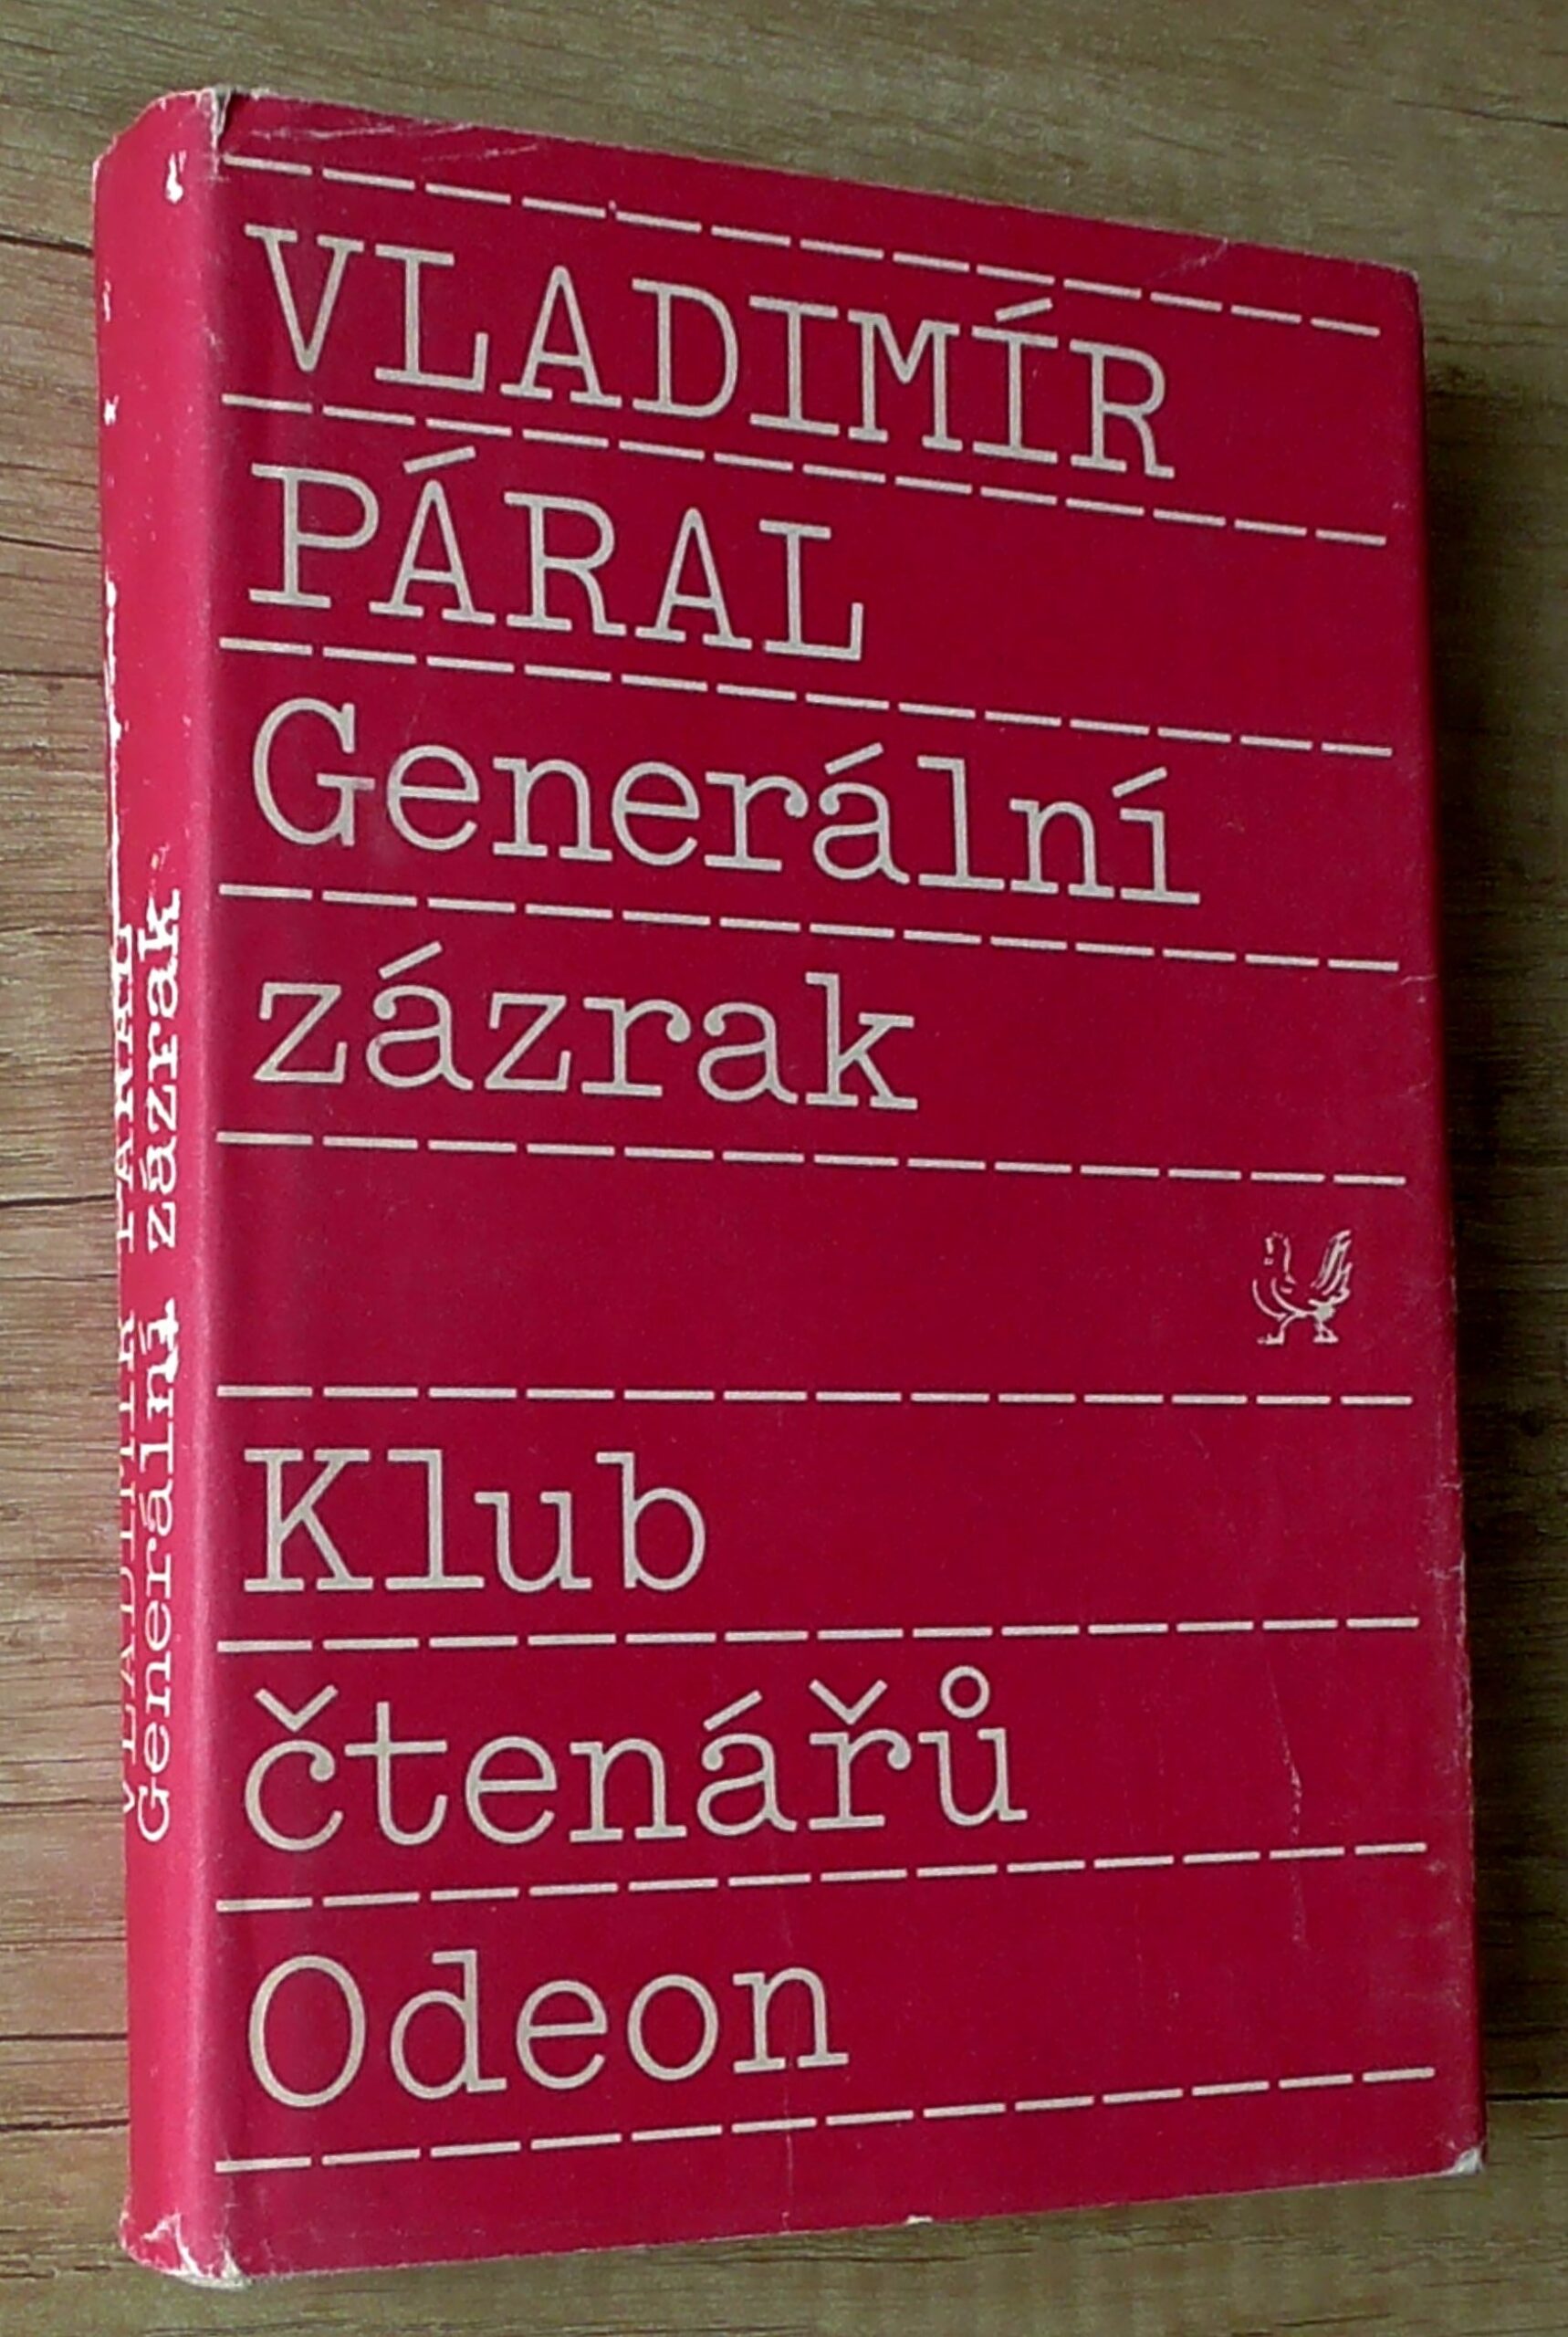 VLADIMÍR
PÁRAL
Generální
zázrak
Klub
čtenářů
Odeon
VLADIMÍR PÁRAL
Generální zázrak